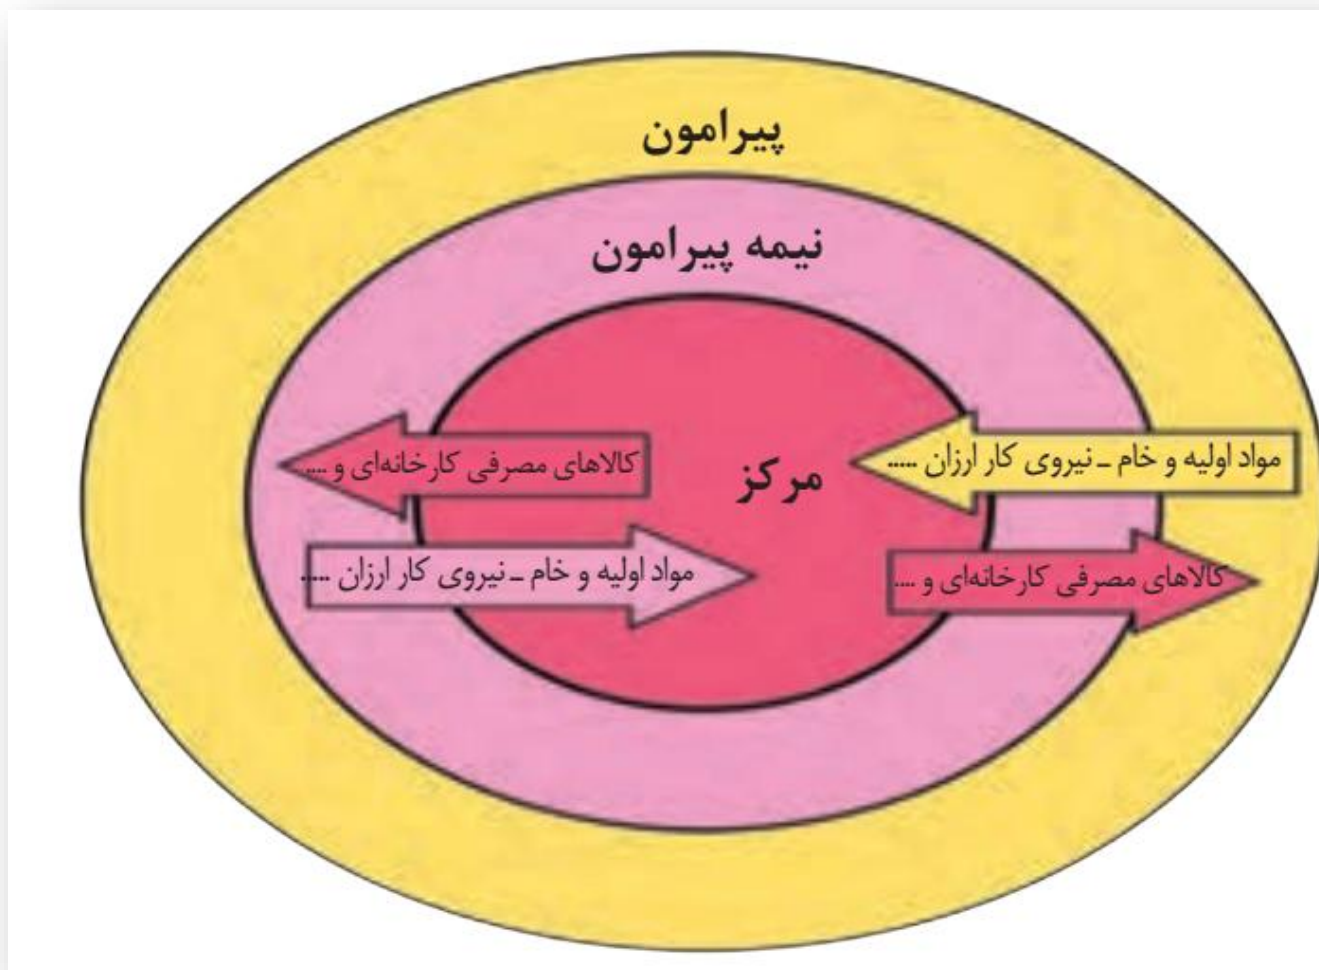 پیرامون
نیمه پیرامون
مرکز
مواد اولیه و خام ـ نیروی کار ارزان .....
کالاهای مصرفی کارخانه‌ای و ....
کالاهای مصرفی کارخانه‌ای و ....
مواد اولیه و خام ـ نیروی کار ارزان .....